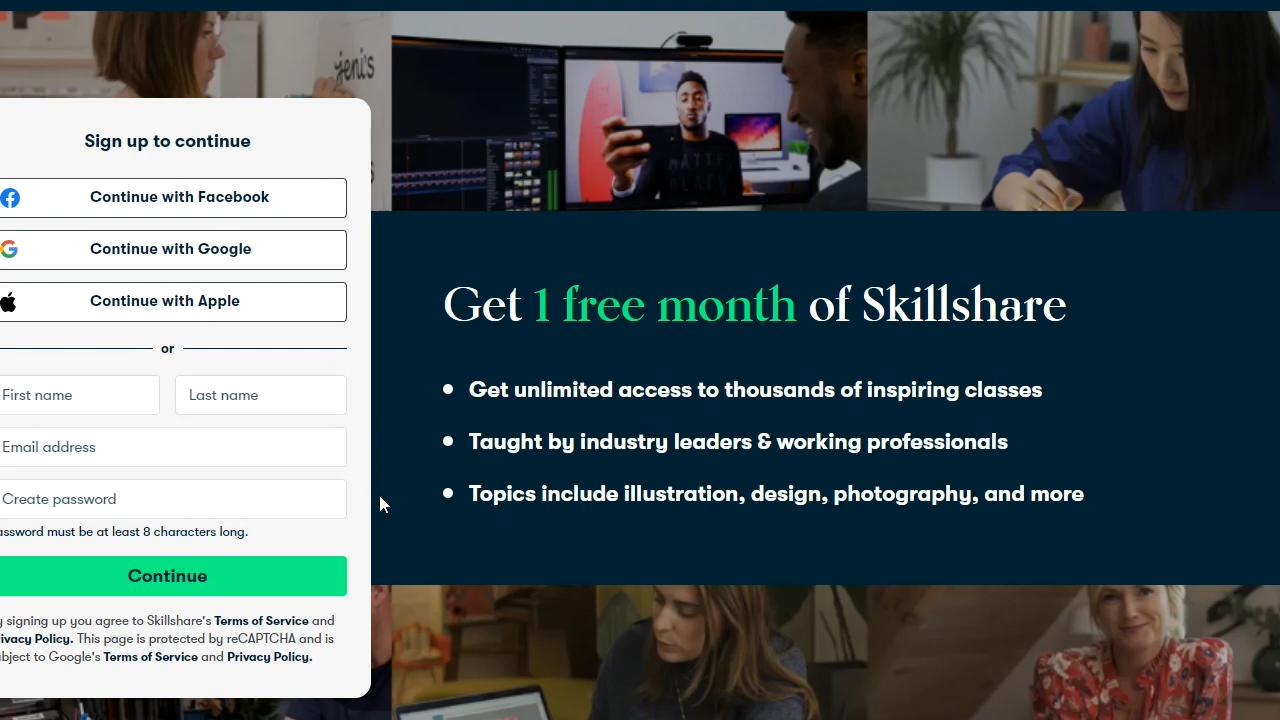 jeni's
Sign up to continue
Continue with Facebook
Continue with Google
Continue with Apple
or
First name
Last name
Email address
Create password
assword must be at least 8 characters long.
Continue
y signing up you agree to Skillshare's Terms of Service and
rivacy Policy. This page is protected by reCAPTCHA and is
bject to Google's Terms of Service and Privacy Policy.
MATTE
BLACK
Get 1 free month of Skillshare
Get unlimited access to thousands of inspiring classes
Taught by industry leaders & working professionals
Topics include illustration, design, photography, and more